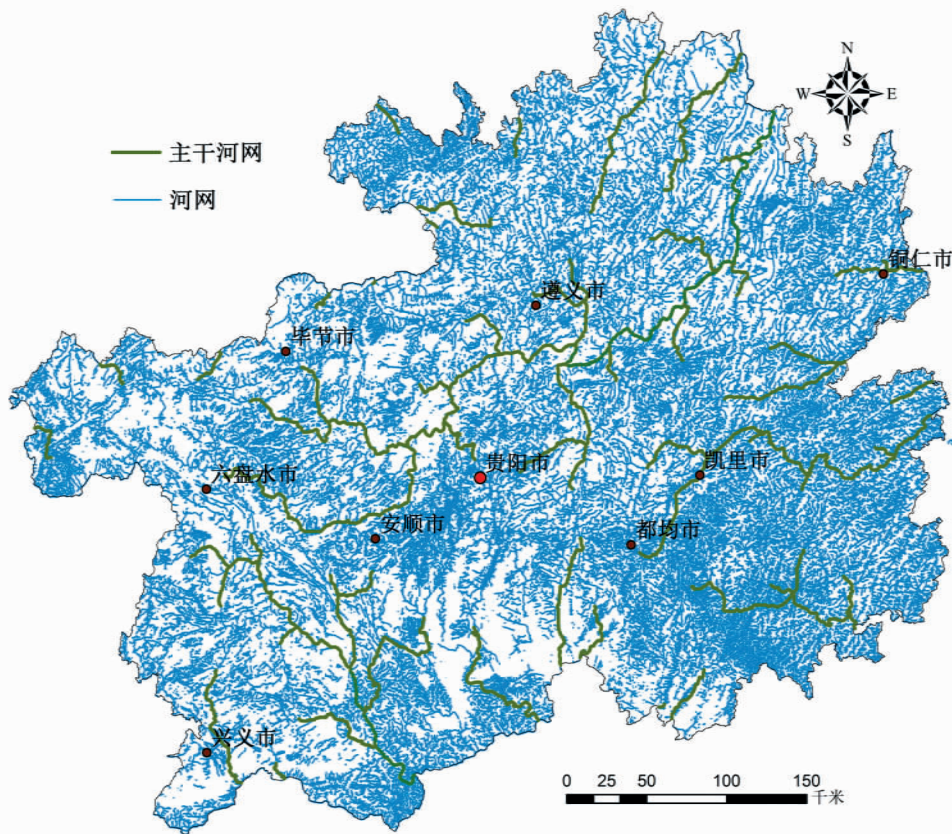 N
W E
S
主干河网
河网
铜仁市
遵义市
毕节市
贵阳市
凯里市
六盘水市
安顺市
都均市
兴义市
0 25 50 100 150
千米